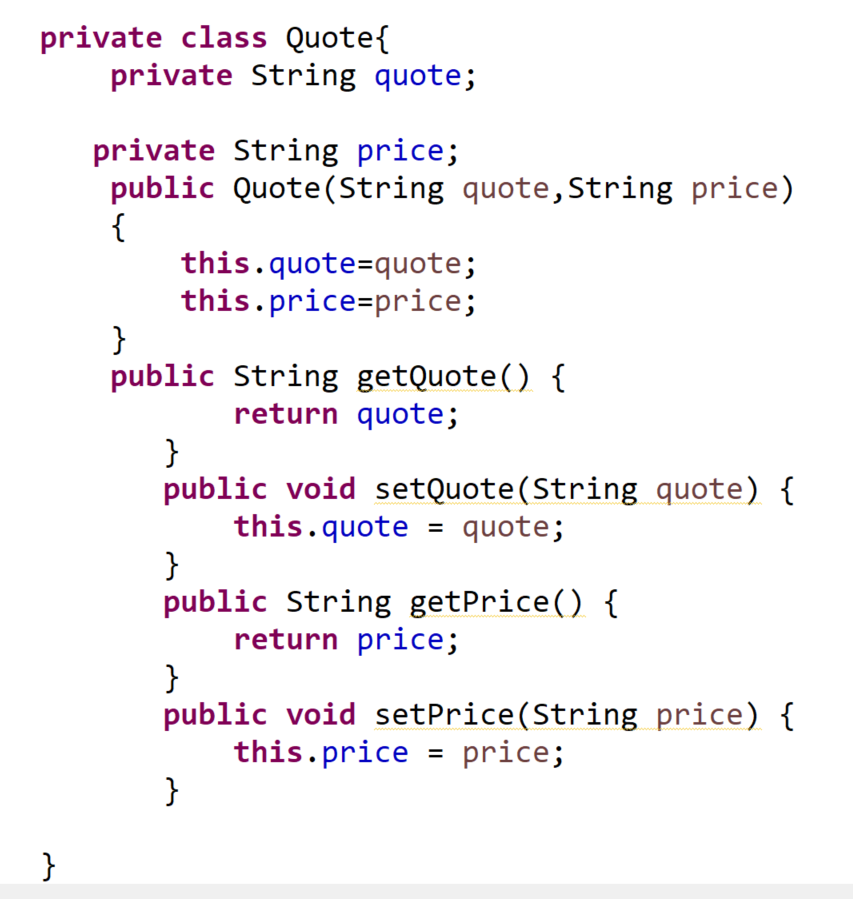 private class Quote{
private String quote;
private String price;
public Quote(String quote,String price)
{
this.quote=quote;
this.price=price;
}
public String getQuote() {
return quote;
}
public void setQuote(String quote) {
this.quote = quote;
}
public String getPrice() {
return price;
}
public void setPrice(String price) {
this.price = price;
}
}